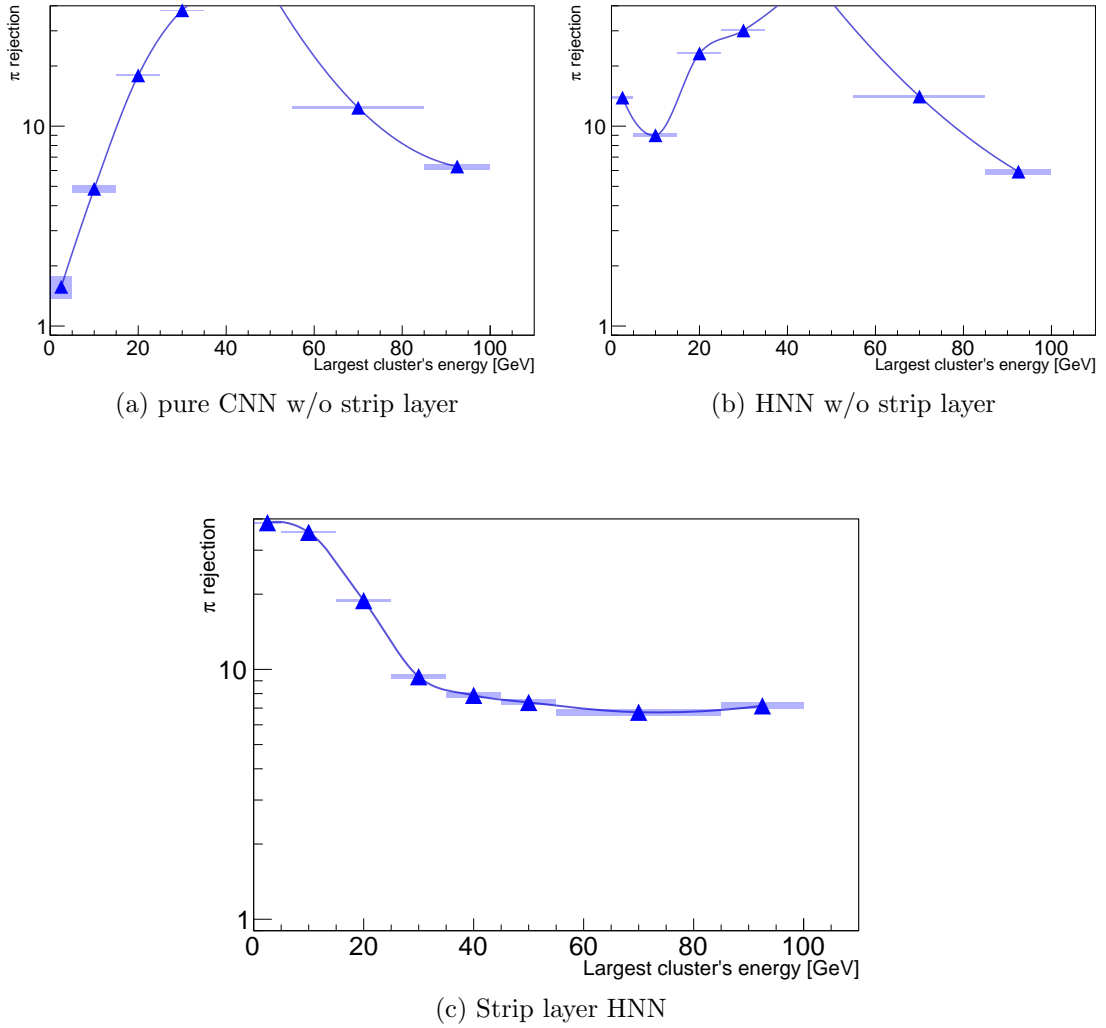 π rejection
10
1
0 20 40 60 80 100
Largest cluster's energy [GeV]
(a) pure CNN w/o strip layer
π rejection
10
1
0 20 40 60 80 100
Largest cluster's energy [GeV]
(b) HNN w/o strip layer
π rejection
10
1
0 20 40 60 80 100
Largest cluster's energy [GeV]
(c) Strip layer HNN